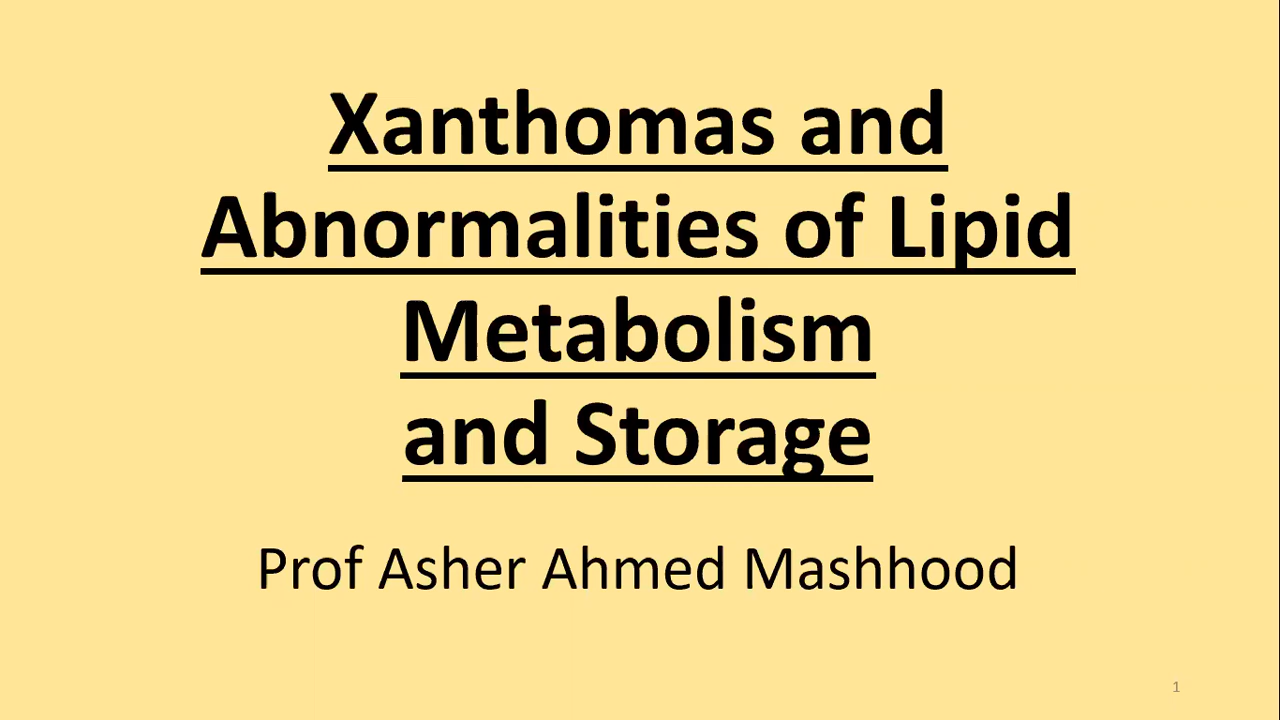 Xanthomas and
Abnormalities of Lipid
Metabolism
and Storage
Prof Asher Ahmed Mashhood
1